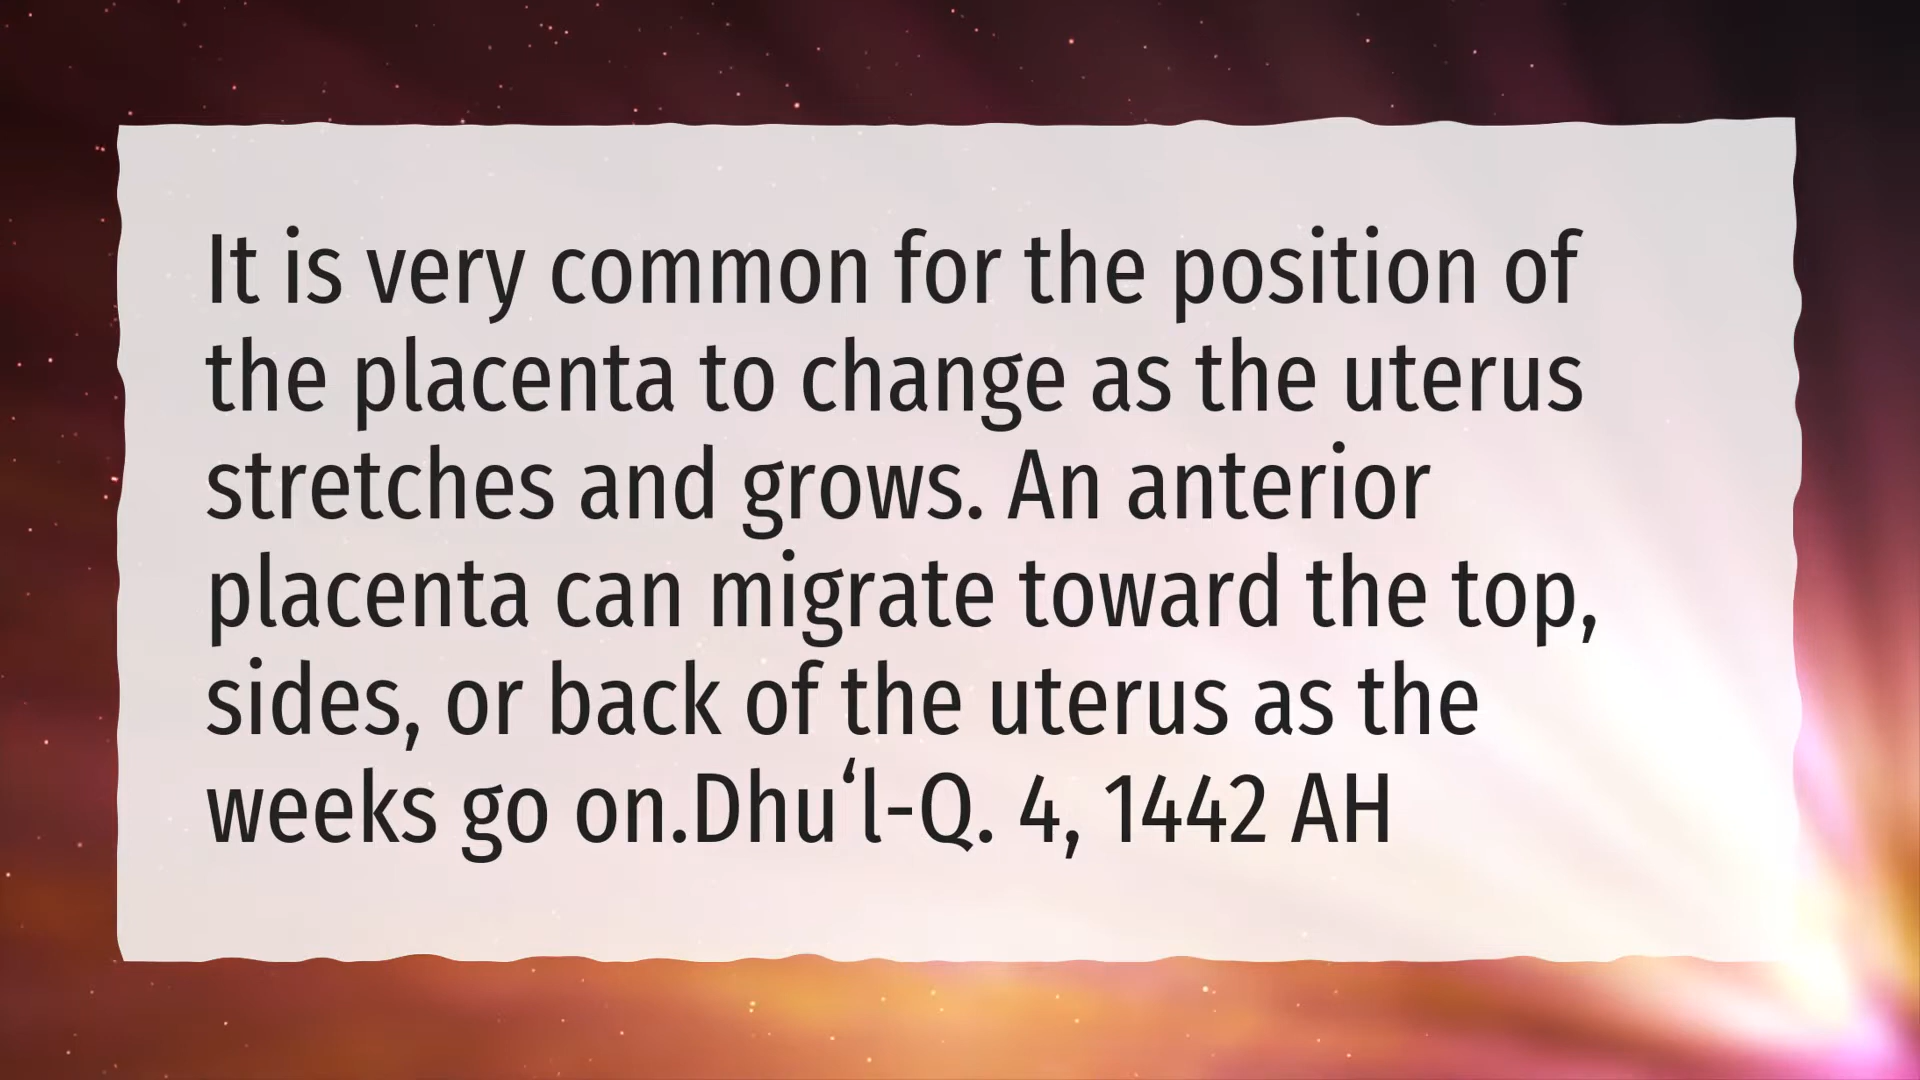 It is very common for the position of
the placenta to change as the uterus
stretches and grows. An anterior
placenta can migrate toward the top,
sides, or back of the uterus as the
weeks go on.Dhuʻl-Q. 4, 1442 AH